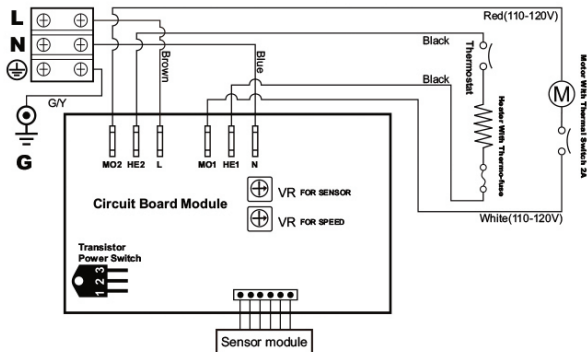 L
N
G
G/Y
Brown
Blue
Black
Black
Red(110-120V)
Thermostat
Heater With Thermo-fuse
M
Motor With Thermal Switch 2A
White(110-120V)
MO2 HE2 L MO1 HE1 N
Circuit Board Module
VR FOR SENSOR
VR FOR SPEED
Transistor
Power Switch
1 2 3
Sensor module